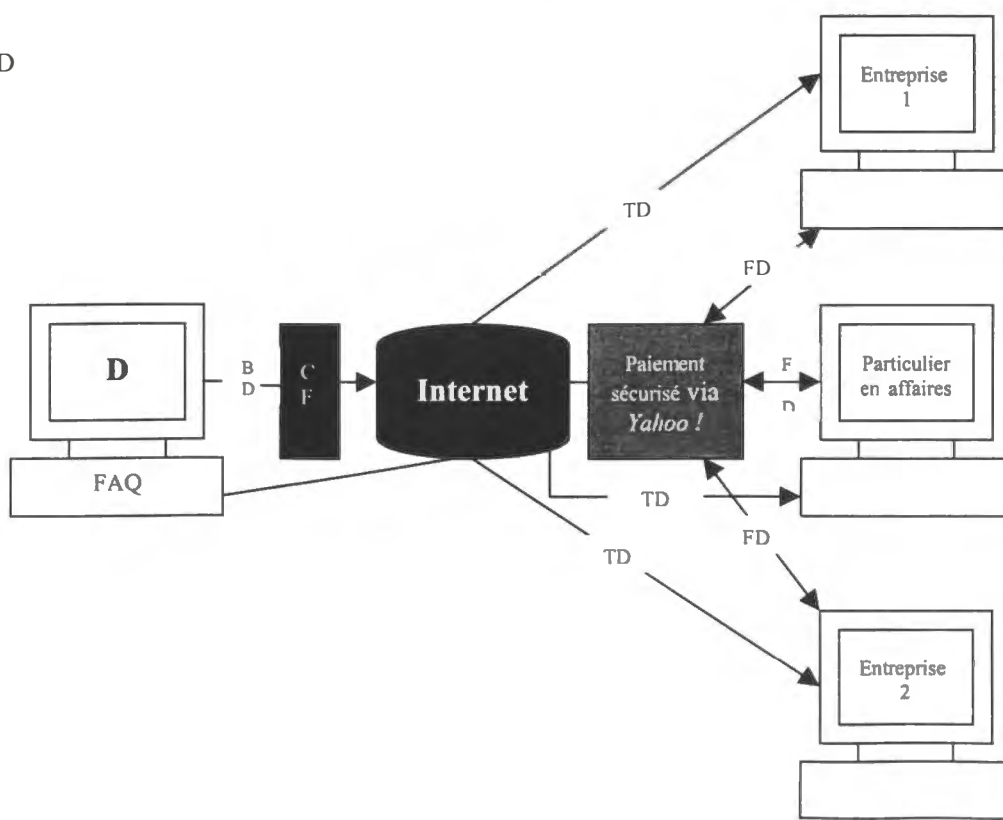 D
Entreprise
1
TD
FD
D
B
D
C
F
Internet
Paiement
sécurisé via
Yahoo !
F
D
Particulier
en affaires
FAQ
TD
FD
TD
Entreprise
2